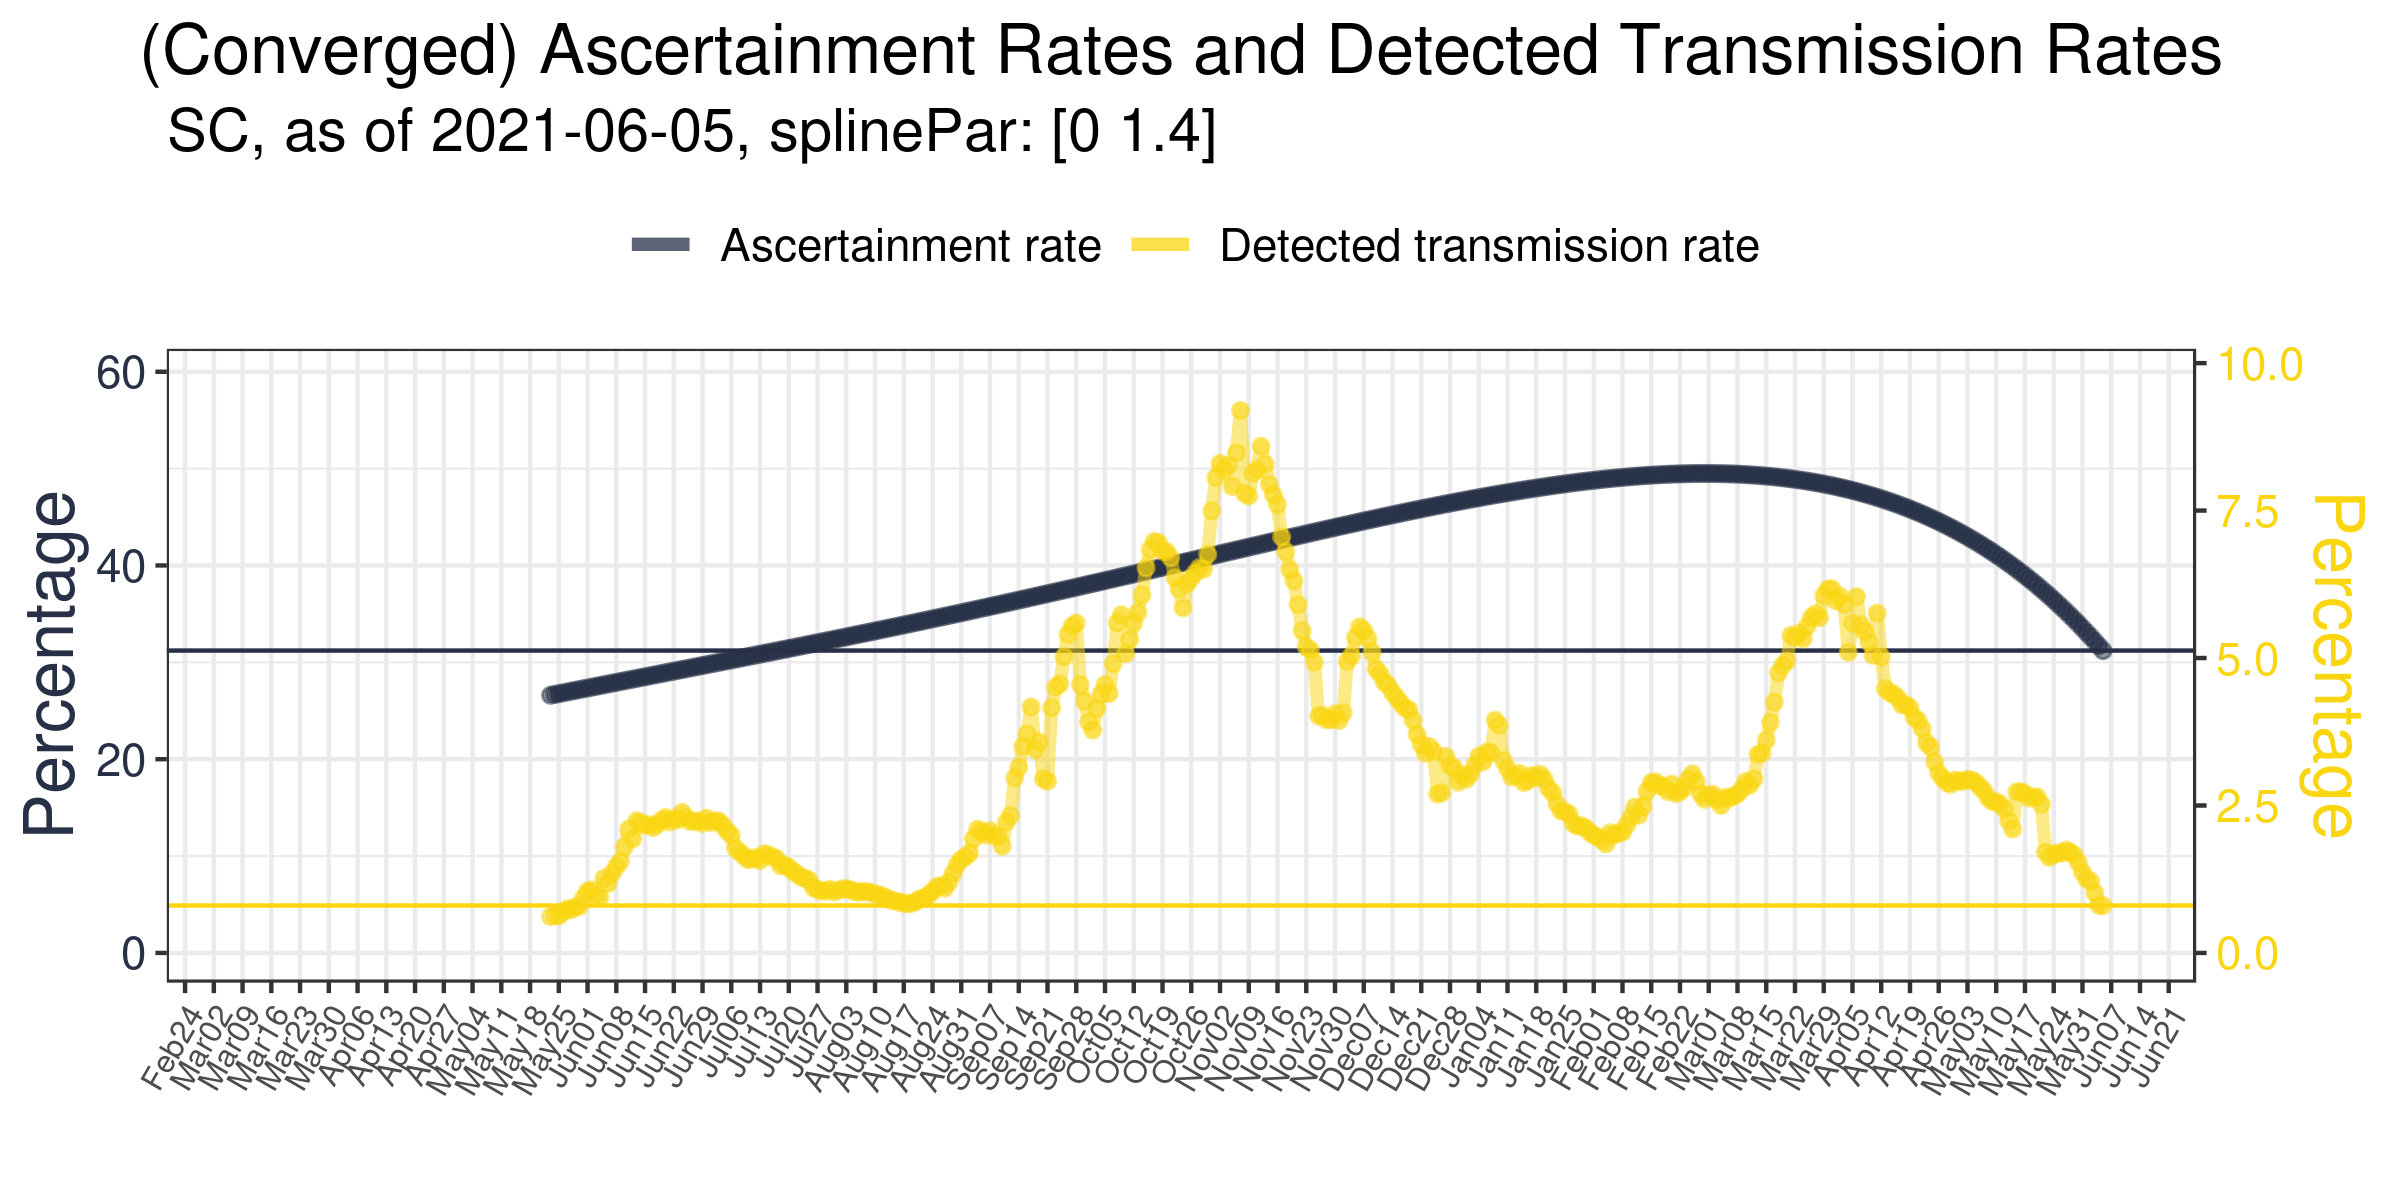 (Converged) Ascertainment Rates and Detected Transmission Rates
SC, as of 2021-06-05, splinePar: [0 1.4]
Ascertainment rate Detected transmission rate
Percentage
60
40
20
0
10.0
7.5
5.0
2.5
0.0
Percentage
Feb24 Mar02 Mar09 Mar16 Mar23 Mar30 Apr06 Apr13 Apr20 Apr27 May04 May11 May18 May25 Jun01 Jun08 Jun15 Jun22 Jun29 Jul06 Jul13 Jul20 Jul27 Aug03 Aug10 Aug17 Aug24 Aug31 Sep07 Sep14 Sep21 Sep28 Oct05 Oct12 Oct19 Oct26 Nov02 Nov09 Nov16 Nov23 Nov30 Dec07 Dec14 Dec21 Dec28 Jan04 Jan11 Jan18 Jan25 Feb01 Feb08 Feb15 Feb22 Mar01 Mar08 Mar15 Mar22 Mar29 Apr05 Apr12 Apr19 Apr26 May03 May10 May17 May24 May31 Jun07 Jun14 Jun21